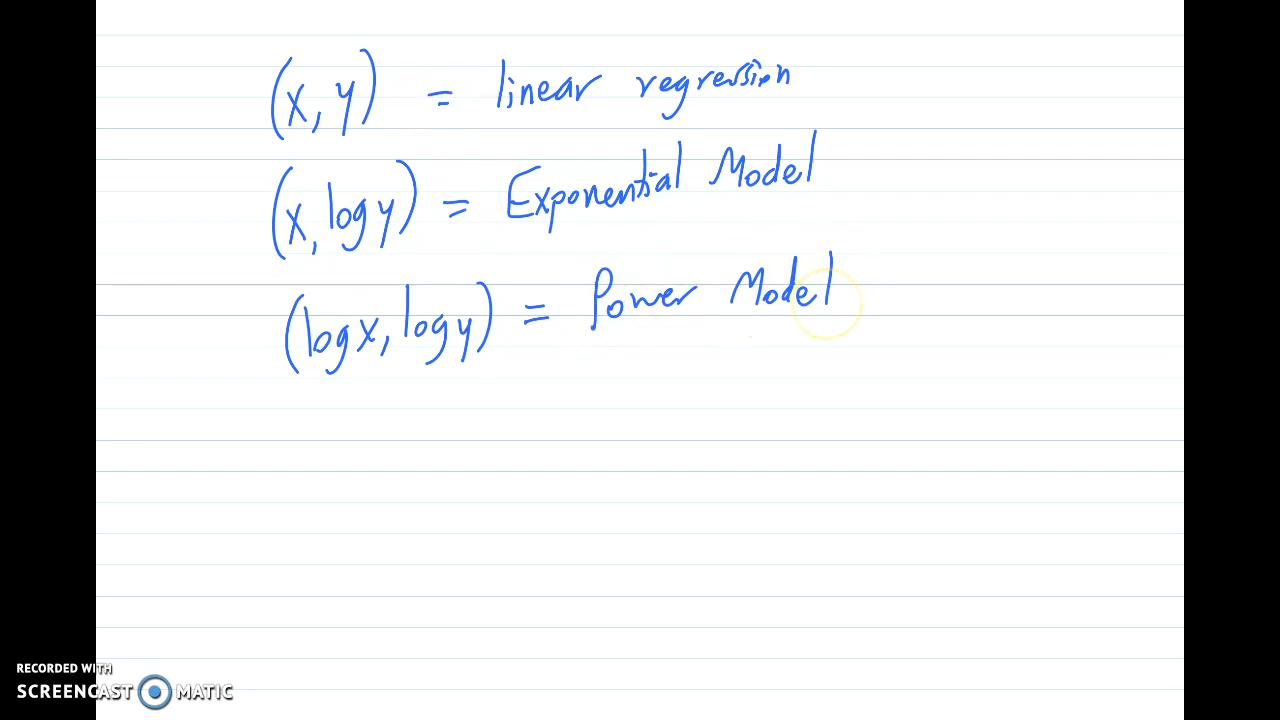 (x, y) = linear regression
(x, log y) = Exponential Model
(log x, log y) = Power Model
RECORDED WITH
SCREENCAST MATIC